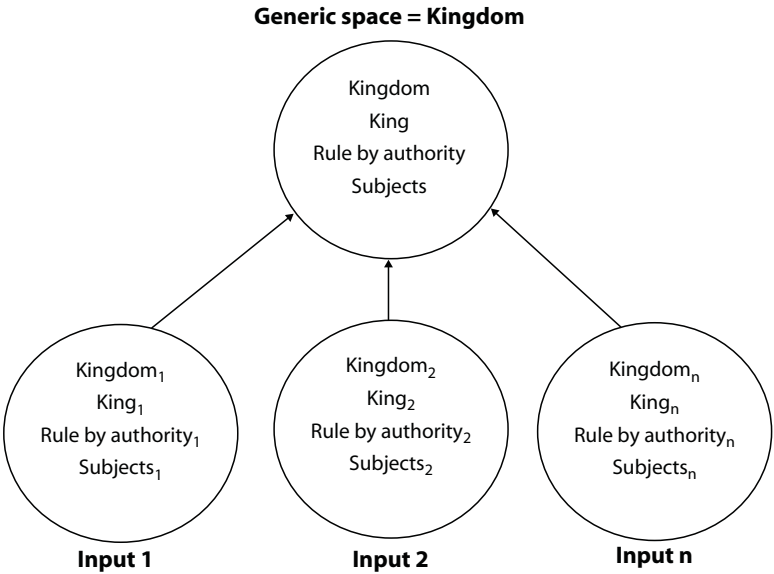 Generic space = Kingdom
Kingdom
King
Rule by authority
Subjects
Kingdom₁
King₁
Rule by authority₁
Subjects₁
Input 1
Kingdom₂
King₂
Rule by authority₂
Subjects₂
Input 2
Kingdomₙ
Kingₙ
Rule by authorityₙ
Subjectsₙ
Input n